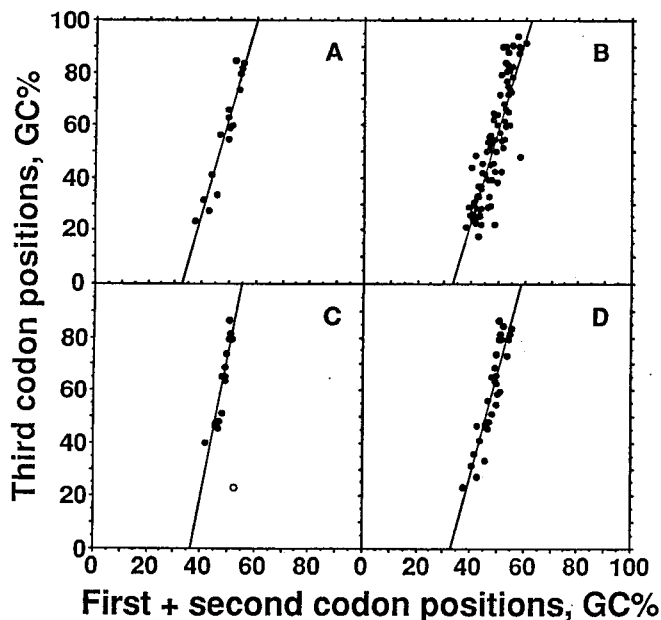 100
80
60
40
20
0
A
B
Third codon positions, GC%
80
60
40
20
0
C
D
0 20 40 60 80 0 20 40 60 80 100
First + second codon positions, GC%